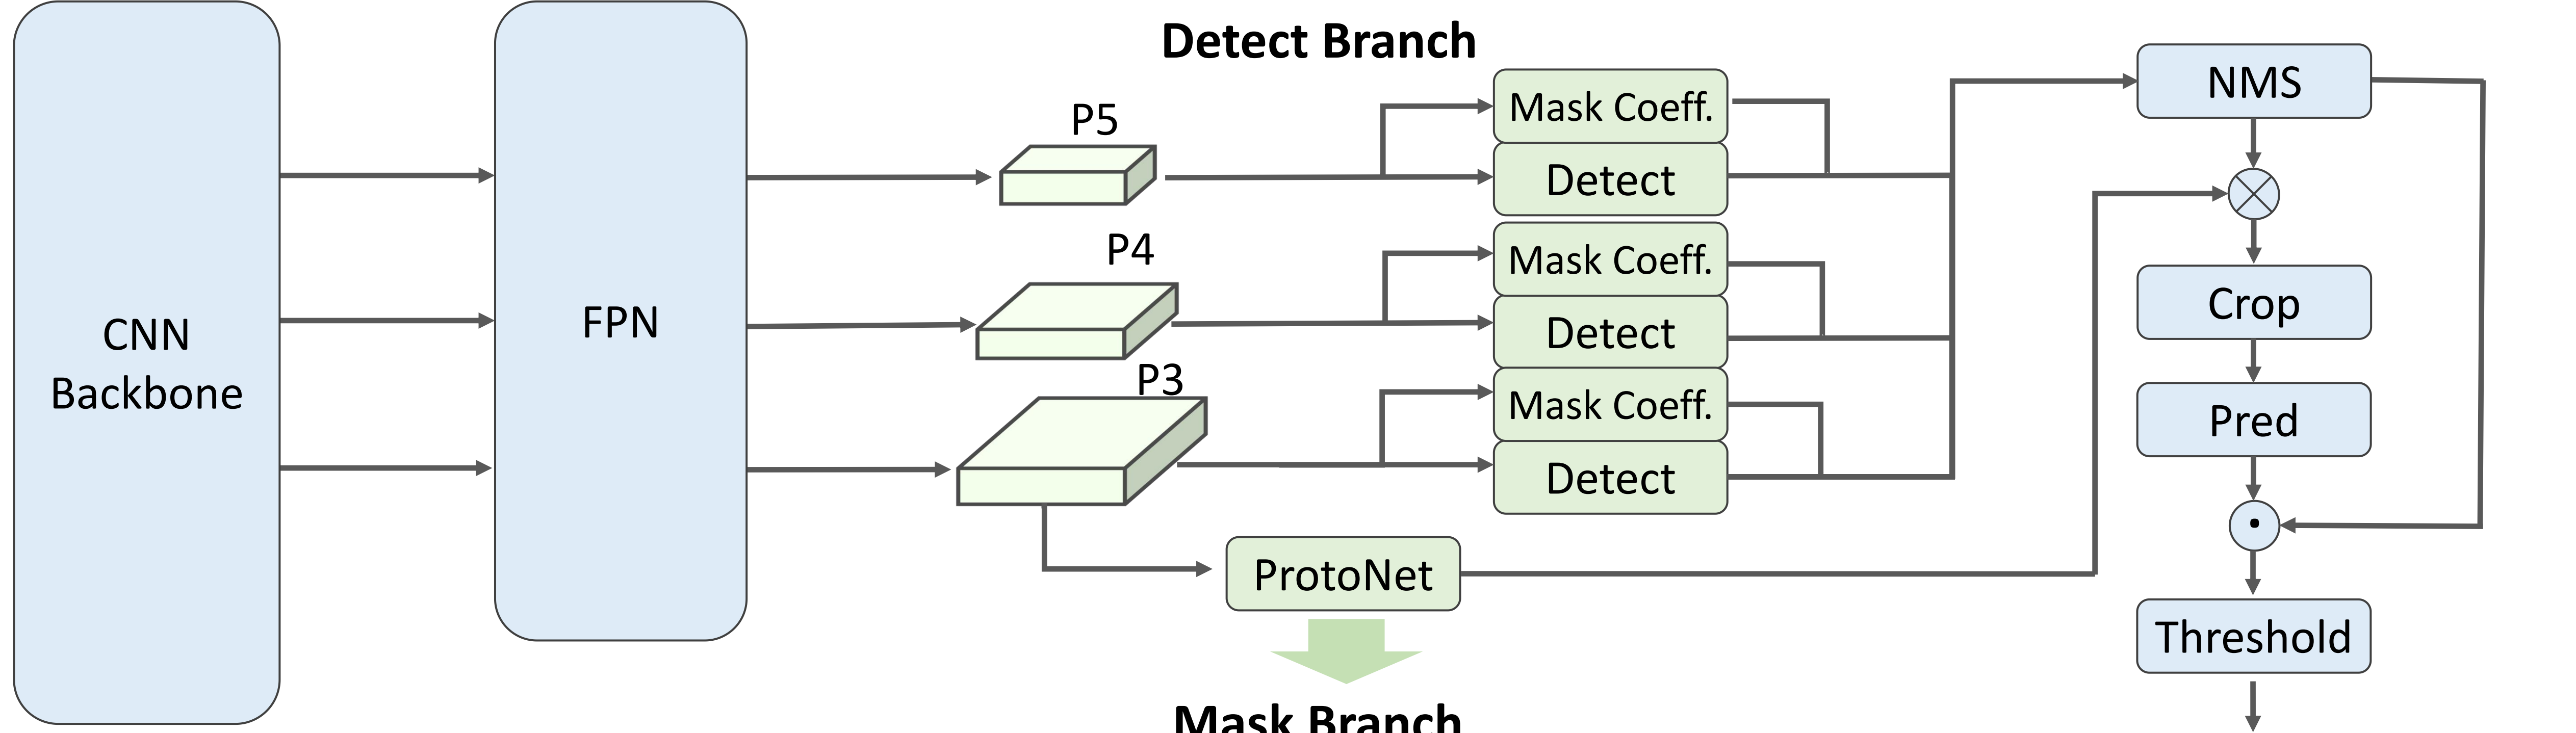 CNN
Backbone
FPN
Detect Branch
P5
P4
P3
Mask Coeff.
Detect
Mask Coeff.
Detect
Mask Coeff.
Detect
ProtoNet
Mask Branch
NMS
Crop
Pred
Threshold